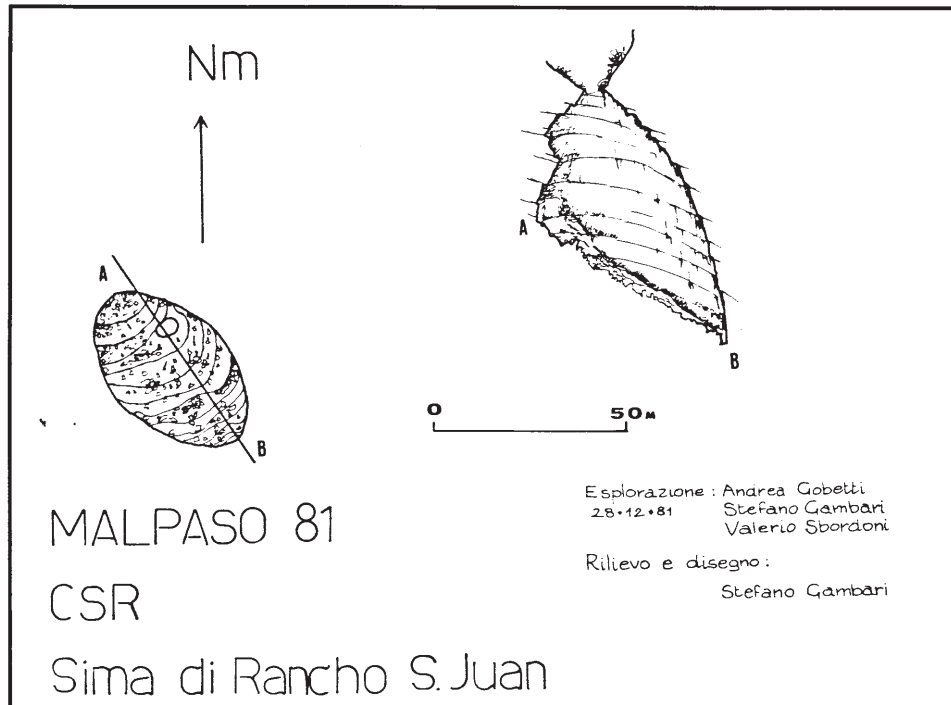 Nm
A
B
A
B
0 50 M
MALPASO 81
CSR
Sima di Rancho S. Juan
Esplorazione : Andrea Gobetti
28•12•81 Stefano Gambari
Valerio Sbordoni
Rilievo e disegno :
Stefano Gambari